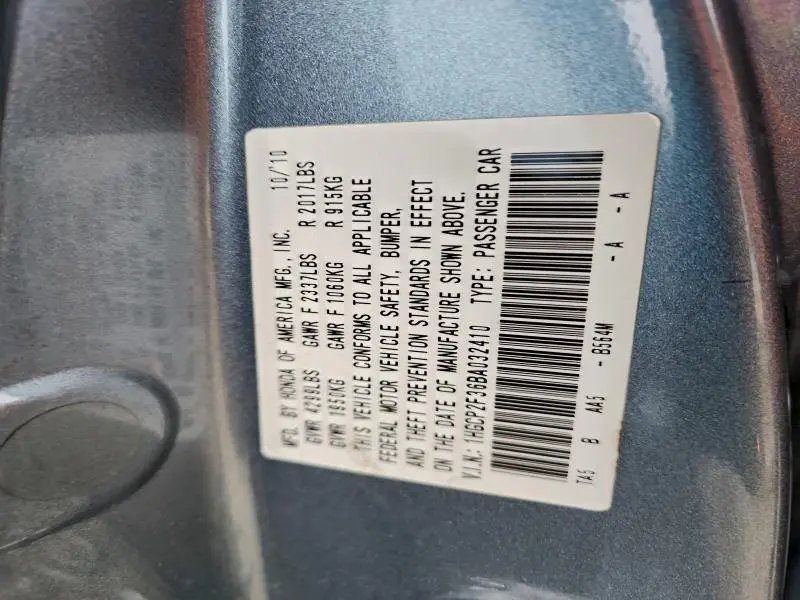 MFD. BY HONDA OF AMERICA MFG., INC. 10/'10
GVWR 4299LBS GAWR F 2337LBS R 2017LBS
GVWR 1950KG GAWR F 1060KG R 915KG
THIS VEHICLE CONFORMS TO ALL APPLICABLE
FEDERAL MOTOR VEHICLE SAFETY, BUMPER,
AND THEFT PREVENTION STANDARDS IN EFFECT
ON THE DATE OF MANUFACTURE SHOWN ABOVE.
V.I.N.: 1HGCP2F36BA032410 TYPE: PASSENGER CAR
TA5 B AA5 - B564M - A - A